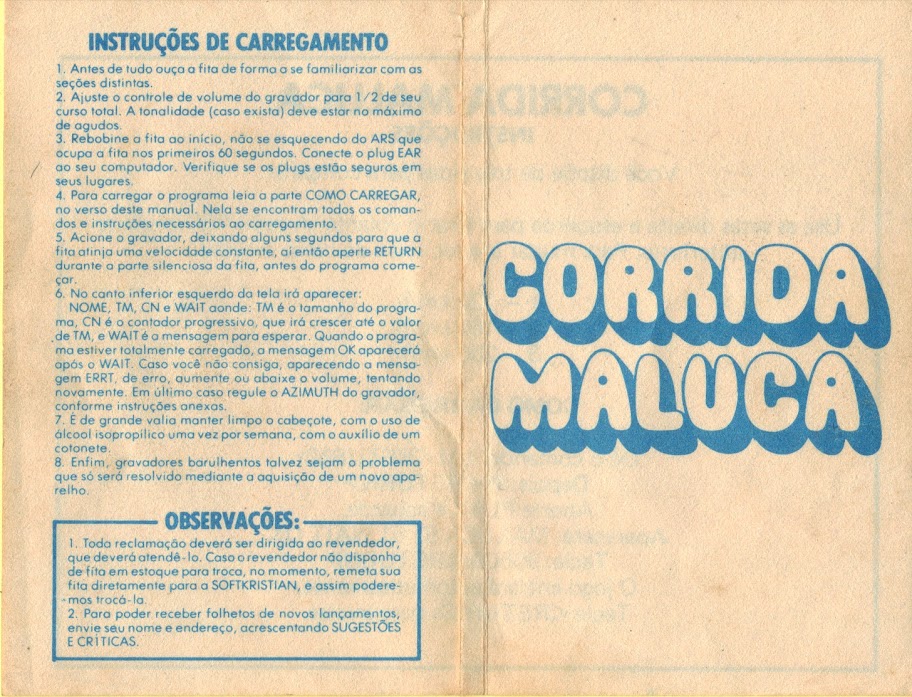 INSTRUÇÕES DE CARREGAMENTO
1. Antes de tudo ouça a fita de forma a se familiarizar com as
seções distintas.
2. Ajuste o controle de volume do gravador para 1/2 de seu
curso total. A tonalidade (caso exista) deve estar no máximo
de agudos.
3. Rebobine a fita ao início, não se esquecendo do ARS que
ocupa a fita nos primeiros 60 segundos. Conecte o plug EAR
ao seu computador. Verifique se os plugs estão seguros em
seus lugares.
4. Para carregar o programa leia a parte COMO CARREGAR,
no verso deste manual. Nela se encontram todos os coman-
dos e instruções necessários ao carregamento.
5. Acione o gravador, deixando alguns segundos para que a
fita atinja uma velocidade constante, aí então aperte RETURN
durante a parte silenciosa da fita, antes do programa come-
çar.
6. No canto inferior esquerdo da tela irá aparecer:
NOME, TM, CN e WAIT aonde: TM é o tamanho do progra-
ma, CN é o contador progressivo, que irá crescer até o valor
de TM, e WAIT é a mensagem para esperar. Quando o progra-
ma estiver totalmente carregado, a mensagem OK aparecerá
após o WAIT. Caso você não consiga, aparecendo a mensa-
gem ERRT, de erro, aumente ou abaixe o volume, tentando
novamente. Em último caso regule o AZIMUTH do gravador,
conforme instruções anexas.
7. É de grande valia manter limpo o cabeçote, com o uso de
álcool isopropílico uma vez por semana, com o auxílio de um
cotonete.
8. Enfim, gravadores barulhentos talvez sejam o problema
que só será resolvido mediante a aquisição de um novo apa-
relho.
OBSERVAÇÕES:
1. Toda reclamação deverá ser dirigida ao revendedor,
que deverá atendê-lo. Caso o revendedor não disponha
de fita em estoque para troca, no momento, remeta sua
fita diretamente para a SOFTKRISTIAN, e assim podere-
mos trocá-la.
2. Para poder receber folhetos de novos lançamentos,
envie seu nome e endereço, acrescentando SUGESTÕES
E CRÍTICAS.
CORRIDA
MALUCA